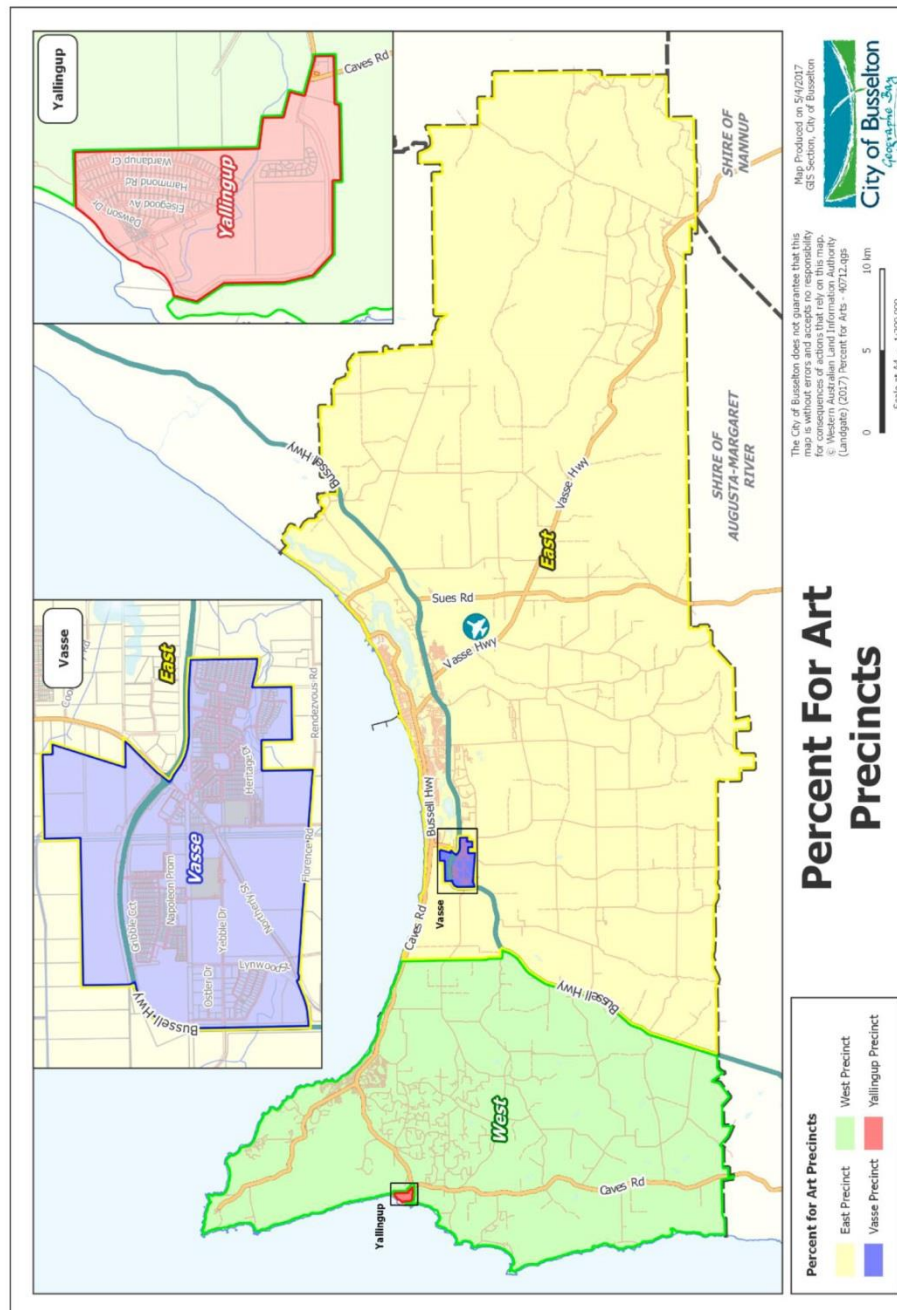 Yallingup
Caves Rd
Wardanup Cr
Hammond Rd
Elsegood Av
Dawson Dr
Yallingup
Vasse
East
Rendezvous Rd
Heritage Dr
Florence Rd
Vasse
Gribble Cct
Napoleon Prom
Yebble Dr
Northerly St
Ostler Dr
Bussell Hwy
Bussell Hwy
Vasse Hwy
East
Sues Rd
Vasse Hwy
Bussell Hwy
Vasse
Caves Rd
Bussell Hwy
West
Yallingup
Caves Rd
SHIRE OF
NANNUP
SHIRE OF
AUGUSTA-MARGARET
RIVER
Percent for Art Precincts
East Precinct
West Precinct
Vasse Precinct
Yallingup Precinct
Percent For Art
Precincts
The City of Busselton does not guarantee that this
map is without errors and accepts no responsibility
for consequences of actions that rely on this map.
© Western Australian Land Information Authority
(Landgate) (2017) Percent for Arts - 40712.qgs
0 5 10 km
Map Produced on 5/4/2017
GIS Section, City of Busselton
City of Busselton
Geographe Bay